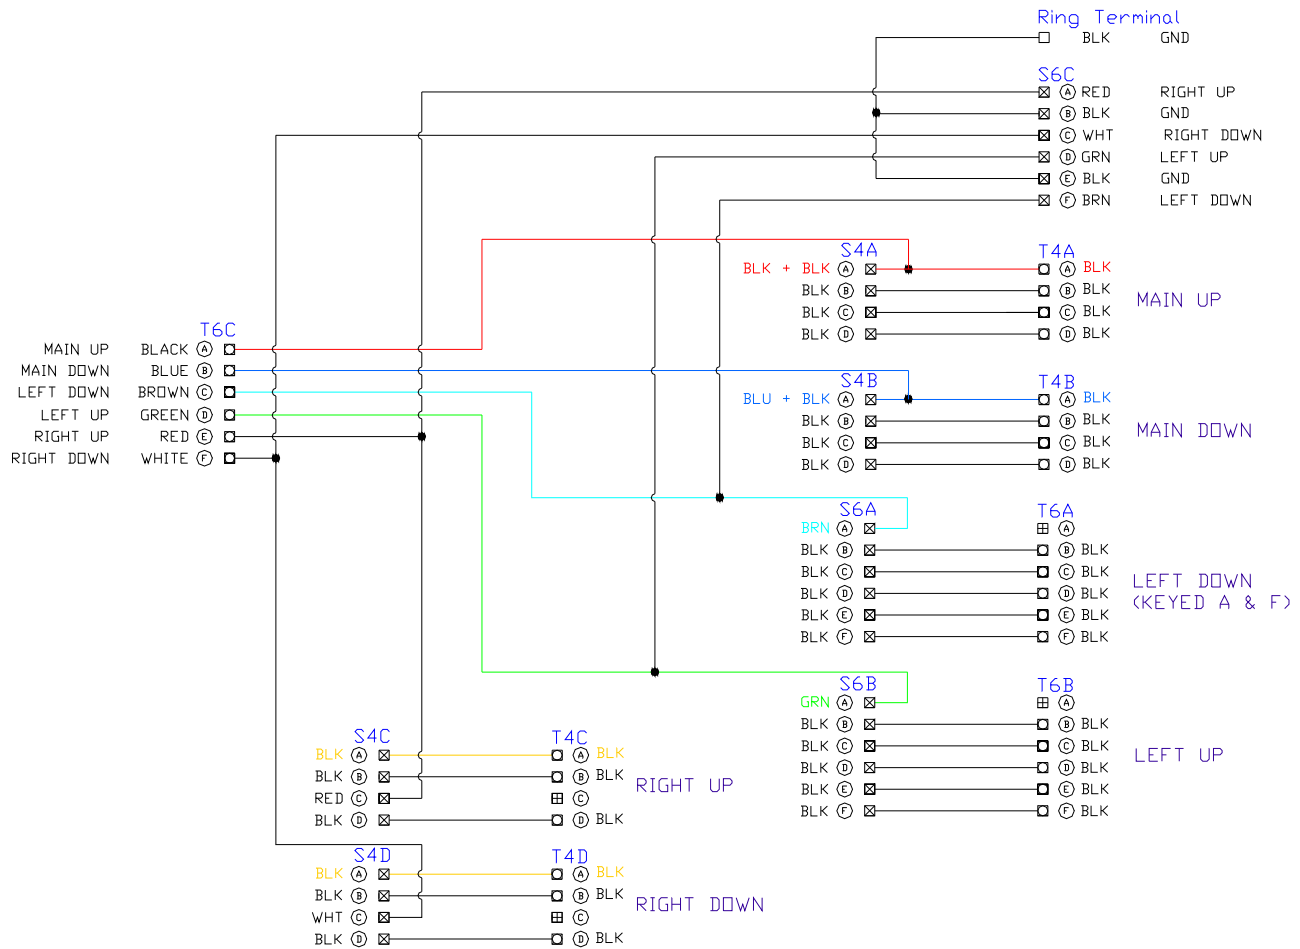 Ring Terminal
BLK GND
S6C
A RED RIGHT UP
B BLK GND
C WHT RIGHT DOWN
D GRN LEFT UP
E BLK GND
F BRN LEFT DOWN
S4A T4A
BLK + BLK A A BLK
BLK B B BLK
BLK C C BLK
BLK D D BLK
MAIN UP
T6C
MAIN UP BLACK A
MAIN DOWN BLUE B
LEFT DOWN BROWN C
LEFT UP GREEN D
RIGHT UP RED E
RIGHT DOWN WHITE F
S4B T4B
BLU + BLK A A BLK
BLK B B BLK
BLK C C BLK
BLK D D BLK
MAIN DOWN
S6A T6A
BRN A A
BLK B B BLK
BLK C C BLK
BLK D D BLK
BLK E E BLK
BLK F F BLK
LEFT DOWN
(KEYED A & F)
S6B T6B
GRN A A
BLK B B BLK
BLK C C BLK
BLK D D BLK
BLK E E BLK
BLK F F BLK
LEFT UP
S4C T4C
BLK A A BLK
BLK B B BLK
RED C C
BLK D D BLK
RIGHT UP
S4D T4D
BLK A A BLK
BLK B B BLK
WHT C C
BLK D D BLK
RIGHT DOWN